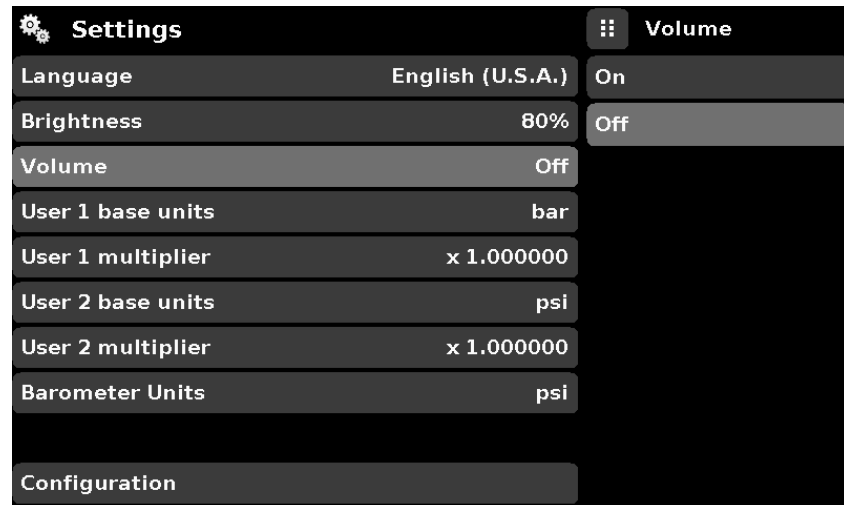 Settings
Language English (U.S.A.)
Brightness 80%
Volume Off
User 1 base units bar
User 1 multiplier x 1.000000
User 2 base units psi
User 2 multiplier x 1.000000
Barometer Units psi
Configuration
Volume
On
Off